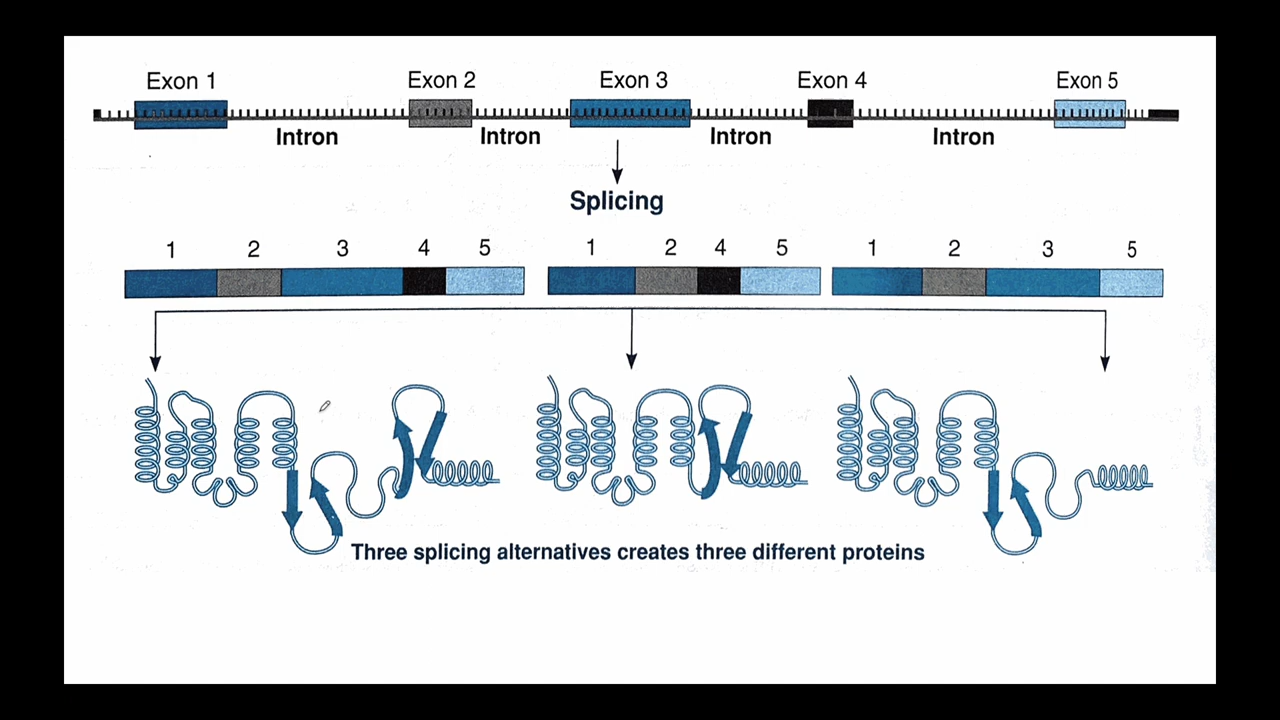 Exon 1 Exon 2 Exon 3 Exon 4 Exon 5
Intron Intron Intron Intron
Splicing
1 2 3 4 5 1 2 4 5 1 2 3 5
Three splicing alternatives creates three different proteins